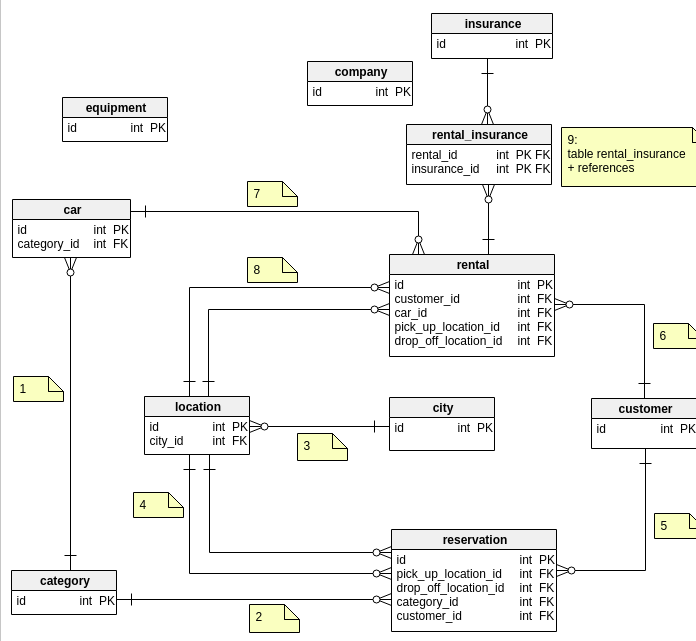 insurance
id int PK
company
id int PK
equipment
id int PK
rental_insurance
rental_id int PK FK
insurance_id int PK FK
9:
table rental_insurance
+ references
7
car
id int PK
category_id int FK
8
rental
id int PK
customer_id int FK
car_id int FK
pick_up_location_id int FK
drop_off_location_id int FK
6
1
location
id int PK
city_id int FK
city
id int PK
customer
id int PK
3
4
5
reservation
id int PK
pick_up_location_id int FK
drop_off_location_id int FK
category_id int FK
customer_id int FK
category
id int PK
2